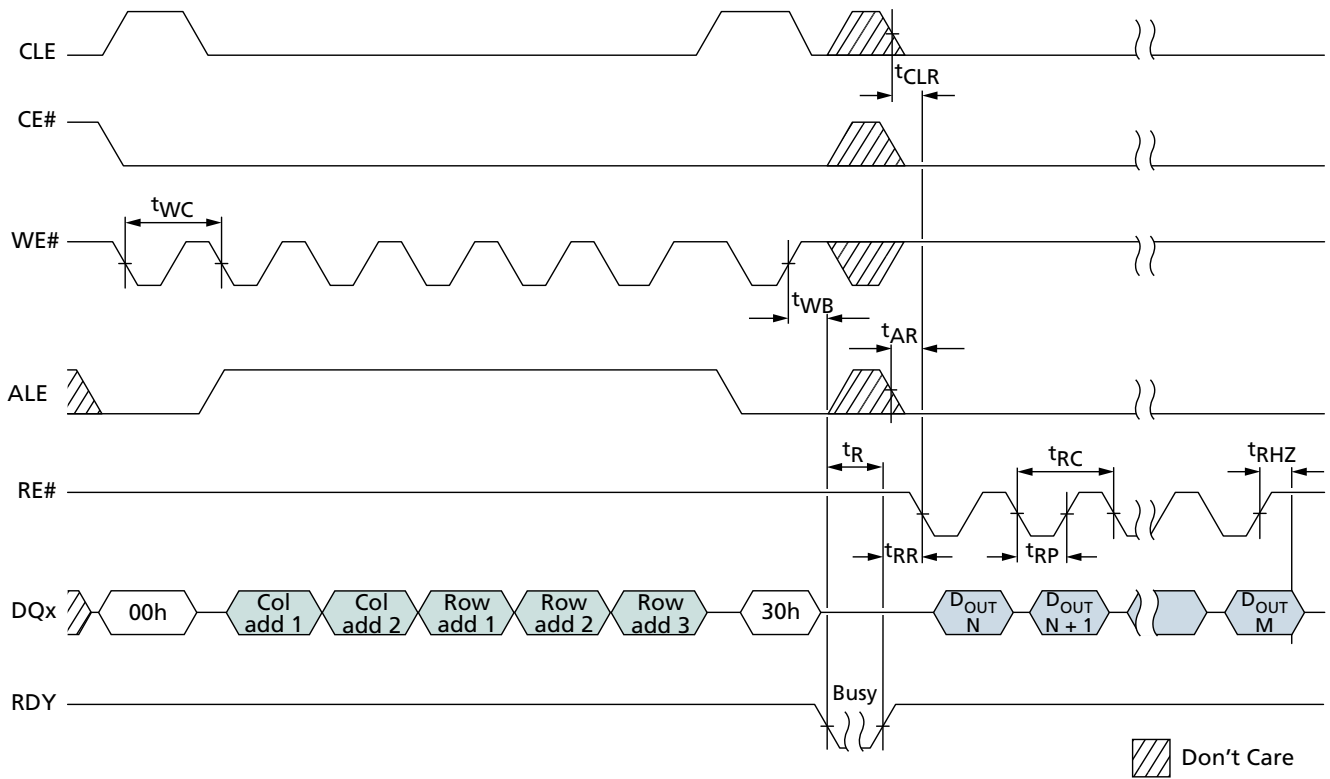 CLE
tCLR
CE#
tWC
WE#
tWB
tAR
ALE
tR
tRC
tRHZ
RE#
tRR
tRP
DQx
00h
Col
add 1
Col
add 2
Row
add 1
Row
add 2
Row
add 3
30h
DOUT
N
DOUT
N + 1
DOUT
M
RDY
Busy
Don't Care